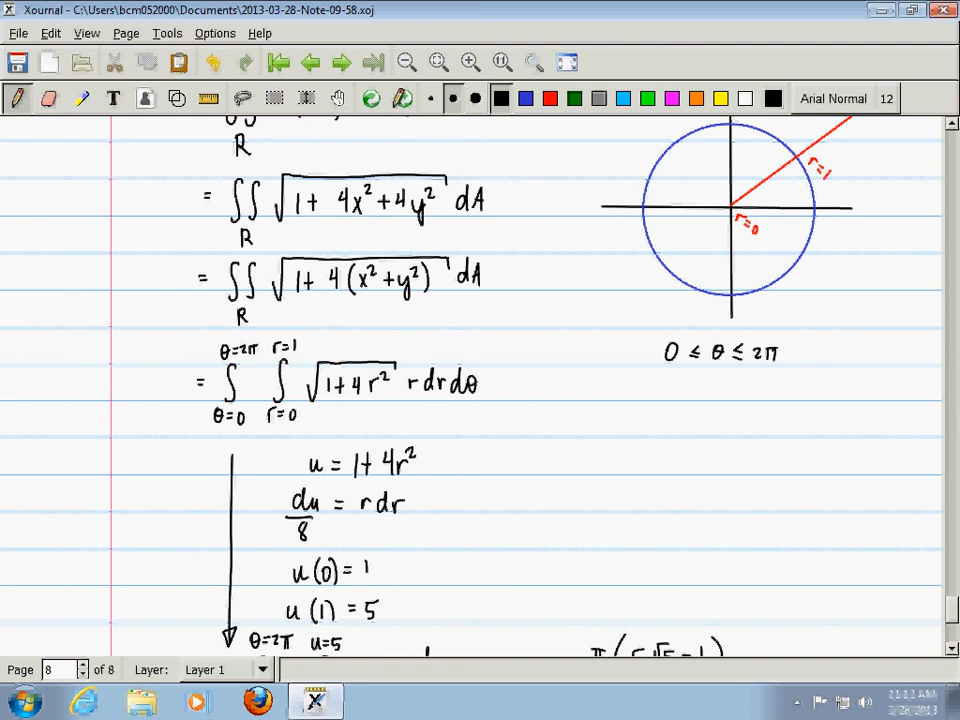 Xournal - C:\Users\bcm052000\Documents\2013-03-28-Note-09-58.xoj
File Edit View Page Tools Options Help
Arial Normal 12
R
= ∬ √(1 + 4x² + 4y²) dA
R
r=1
r=0
= ∬ √(1 + 4(x² + y²)) dA
R
0 ≤ θ ≤ 2π
θ=2π r=1
= ∫ ∫ √(1+4r²) r dr dθ
θ=0 r=0
u = 1+ 4r²
du/8 = r dr
u(0) = 1
u(1) = 5
θ=2π u=5
Page 8 of 8 Layer: Layer 1